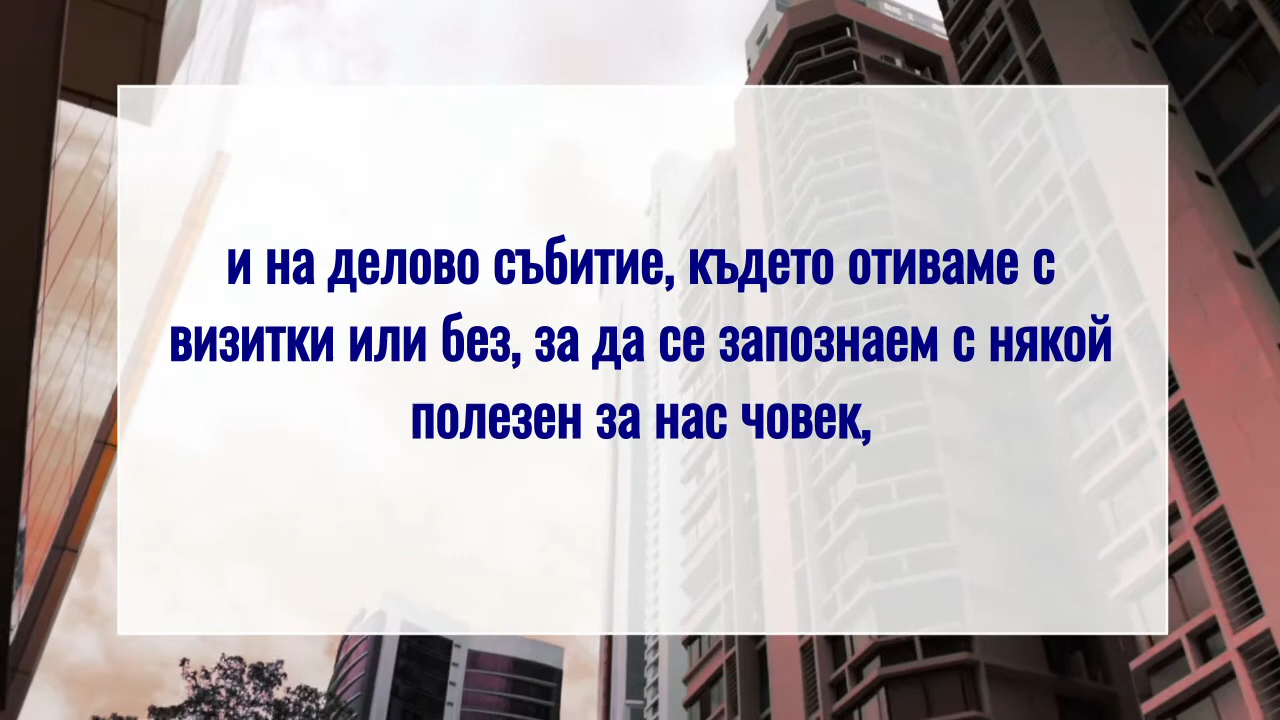 и на делово събитие, където отиваме с
визитки или без, за да се запознаем с някой
полезен за нас човек,